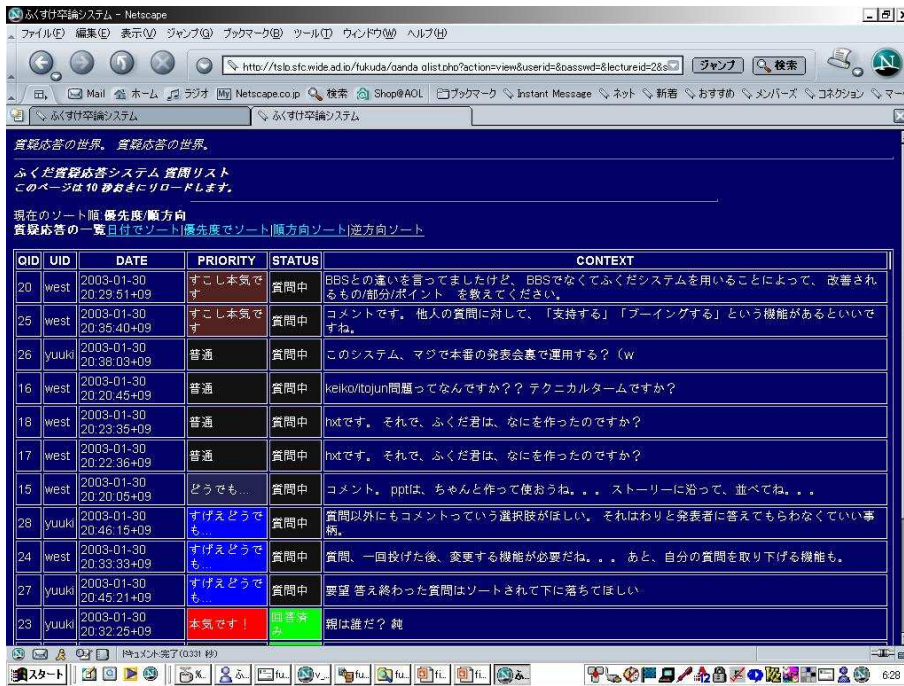 ふくすけ卒論システム - Netscape
ファイル(F) 編集(E) 表示(V) ジャンプ(G) ブックマーク(B) ツール(T) ウィンドウ(W) ヘルプ(H)
http://tslp.sfc.wide.ad.jp/fukuda/qanda_qlist.php?action=view&userid=&passwd=&lectureid=2&s
ジャンプ 検索
Mail ホーム ラジオ My Netscape.co.jp 検索 Shop@AOL ブックマーク Instant Message ネット 新着 おすすめ メンバーズ コネクション マー
ふくすけ卒論システム ふくすけ卒論システム
質疑応答の世界。 質疑応答の世界。
ふくだ質疑応答システム 質問リスト
このページは 10 秒おきにリロードします。
現在のソート順:優先度/順方向
質疑応答の一覧日付でソート|優先度でソート|順方向ソート|逆方向ソート
QID UID DATE PRIORITY STATUS CONTEXT
20 west 2003-01-30 20:29:51+09 すこし本気です 質問中 BBSとの違いを言ってましたけど、 BBSでなくてふくだシステムを用いることによって、 改善されるもの/部分/ポイント を教えてください。
25 west 2003-01-30 20:35:40+09 すこし本気です 質問中 コメントです。 他人の質問に対して、「支持する」「ブーイングする」という機能があるといいですね。
26 yuuki 2003-01-30 20:38:03+09 普通 質問中 このシステム、マジで本番の発表会裏で運用する？（w
16 west 2003-01-30 20:20:45+09 普通 質問中 keiko/itojun問題ってなんですか？？ テクニカルタームですか？
18 west 2003-01-30 20:23:35+09 普通 質問中 hxtです。 それで、ふくだ君は、なにを作ったのですか？
17 west 2003-01-30 20:22:36+09 普通 質問中 hxtです。 それで、ふくだ君は、なにを作ったのですか？
15 west 2003-01-30 20:20:05+09 どうでも... 質問中 コメント。 pptは、ちゃんと作って使おうね。．． ストーリーに沿って、並べてね．．．
28 yuuki 2003-01-30 20:46:15+09 すげえどうでも... 質問中 質問以外にもコメントっていう選択肢がほしい。 それはわりと発表者に答えてもらわなくていい事柄。
24 west 2003-01-30 20:33:33+09 すげえどうでも... 質問中 質問、一回投げた後、変更する機能が必要だね．．． あと、自分の質問を取り下げる機能も。
27 yuuki 2003-01-30 20:45:21+09 すげえどうでも... 質問中 要望 答え終わった質問はソートされて下に落ちてほしい
23 yuuki 2003-01-30 20:32:25+09 本気です！ 回答済み 親は誰だ？ 純
ドキュメント:完了(0.331 秒)
スタート
6:28